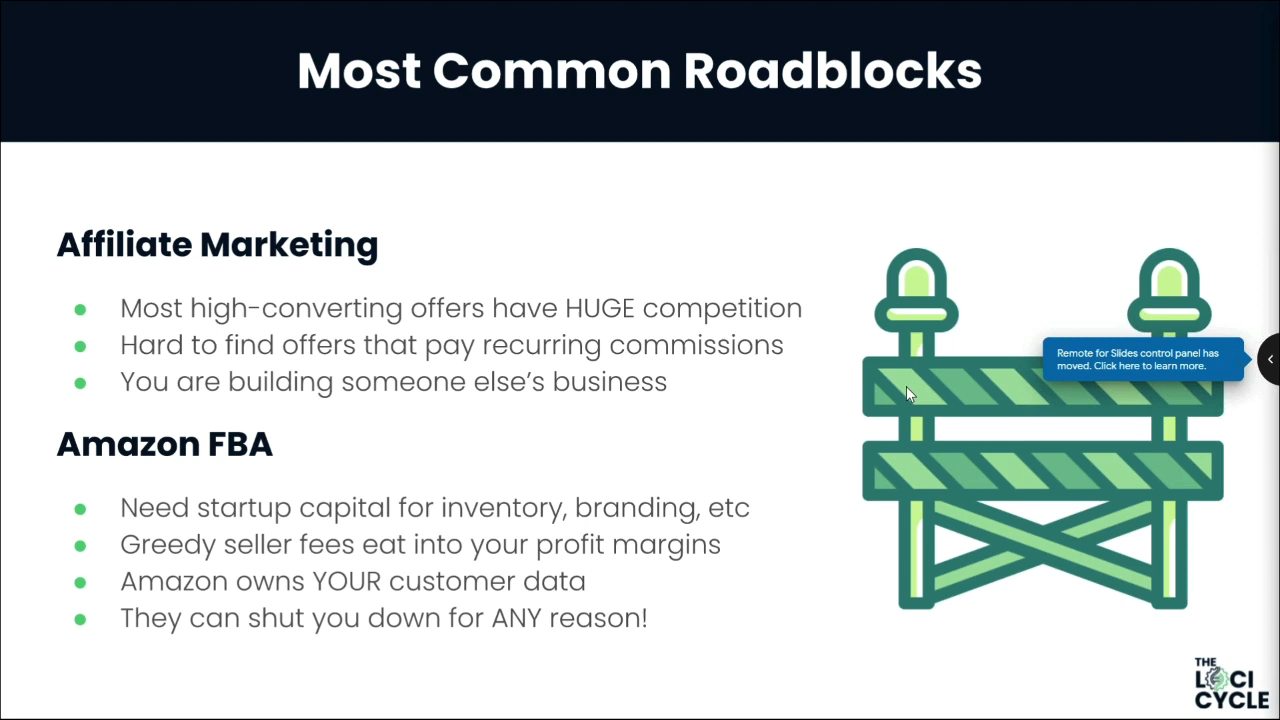 Most Common Roadblocks
Affiliate Marketing
Most high-converting offers have HUGE competition
Hard to find offers that pay recurring commissions
You are building someone else's business
Amazon FBA
Need startup capital for inventory, branding, etc
Greedy seller fees eat into your profit margins
Amazon owns YOUR customer data
They can shut you down for ANY reason!
Remote for Slides control panel has
moved. Click here to learn more.
THE
LOCI
CYCLE